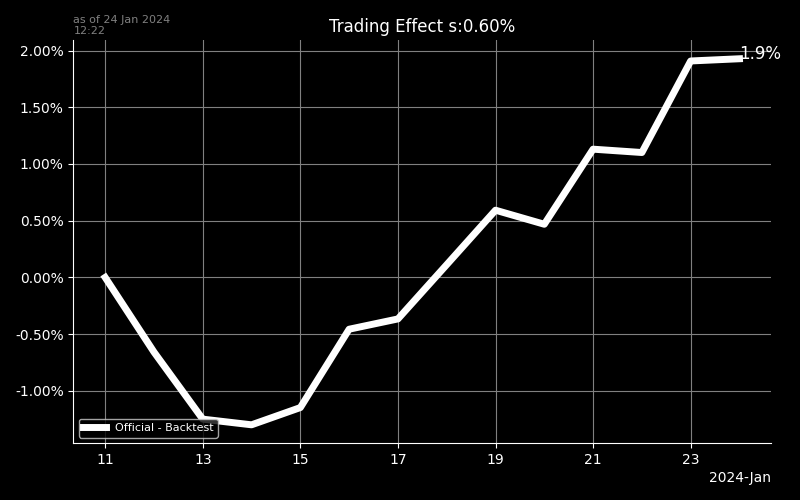 as of 24 Jan 2024
12:22
Trading Effect s:0.60%
2.00%
1.9%
1.50%
1.00%
0.50%
0.00%
-0.50%
-1.00%
Official - Backtest
11 13 15 17 19 21 23
2024-Jan